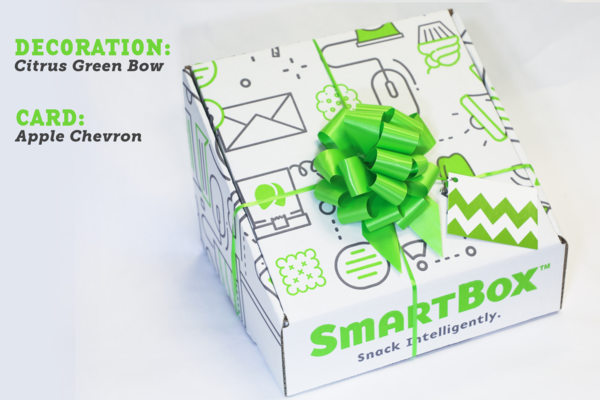 DECORATION:
Citrus Green Bow
CARD:
Apple Chevron
SMARTBOX™
Snack Intelligently.